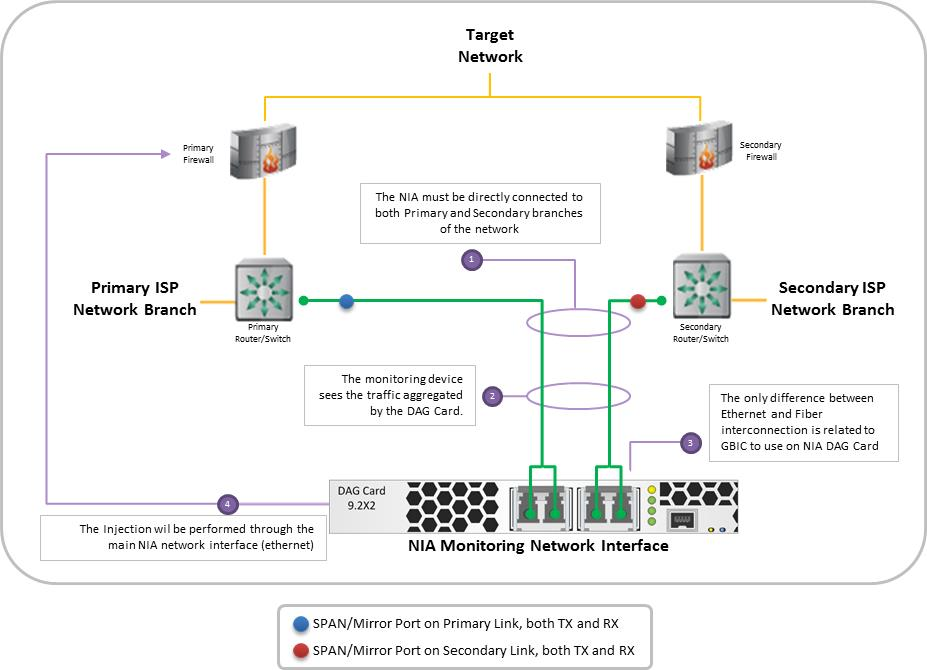 Target
Network
Primary
Firewall
Secondary
Firewall
The NIA must be directly connected to
both Primary and Secondary branches
of the network
1
Primary ISP
Network Branch
Primary
Router/Switch
Secondary
Router/Switch
Secondary ISP
Network Branch
The monitoring device
sees the traffic aggregated
by the DAG Card.
2
The only difference between
Ethernet and Fiber
interconnection is related to
GBIC to use on NIA DAG Card
3
4
DAG Card
9.2X2
The Injection will be performed through the
main NIA network interface (ethernet)
NIA Monitoring Network Interface
SPAN/Mirror Port on Primary Link, both TX and RX
SPAN/Mirror Port on Secondary Link, both TX and RX